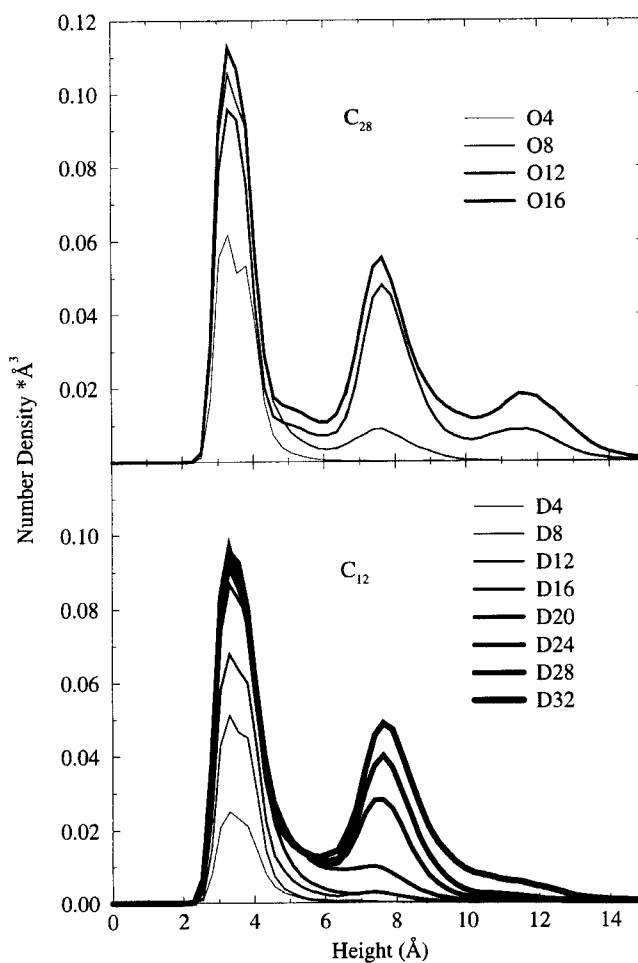 0.12
0.10
0.08
0.06
0.04
0.02
C28
O4
O8
O12
O16
Number Density *Å3
0.10
0.08
0.06
0.04
0.02
0.00
C12
D4
D8
D12
D16
D20
D24
D28
D32
0 2 4 6 8 10 12 14
Height (Å)